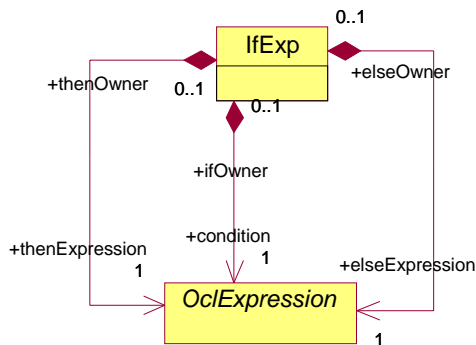 0..1
IfExp
+thenOwner
+elseOwner
0..1
0..1
+ifOwner
+thenExpression
+condition
+elseExpression
1
1
OclExpression
1